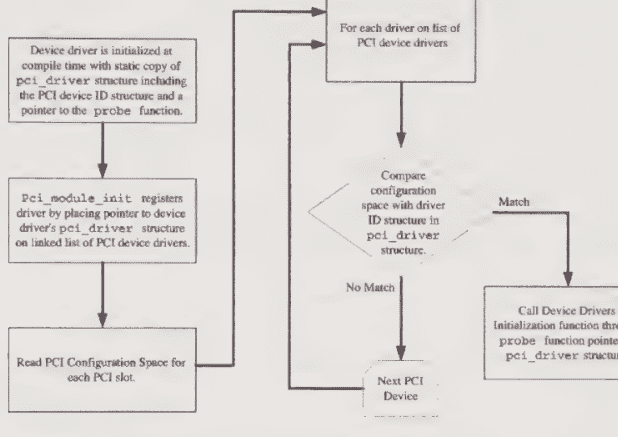 Device driver is initialized at
compile time with static copy of
pci_driver structure including
the PCI device ID structure and a
pointer to the probe function.
Pci_module_init registers
driver by placing pointer to device
driver's pci_driver structure
on linked list of PCI device drivers.
Read PCI Configuration Space for
each PCI slot.
For each driver on list of
PCI device drivers
Compare
configuration
space with driver
ID structure in
pci_driver
structure.
Match
No Match
Next PCI
Device
Call Device Drivers
Initialization function
probe function
pci_driver